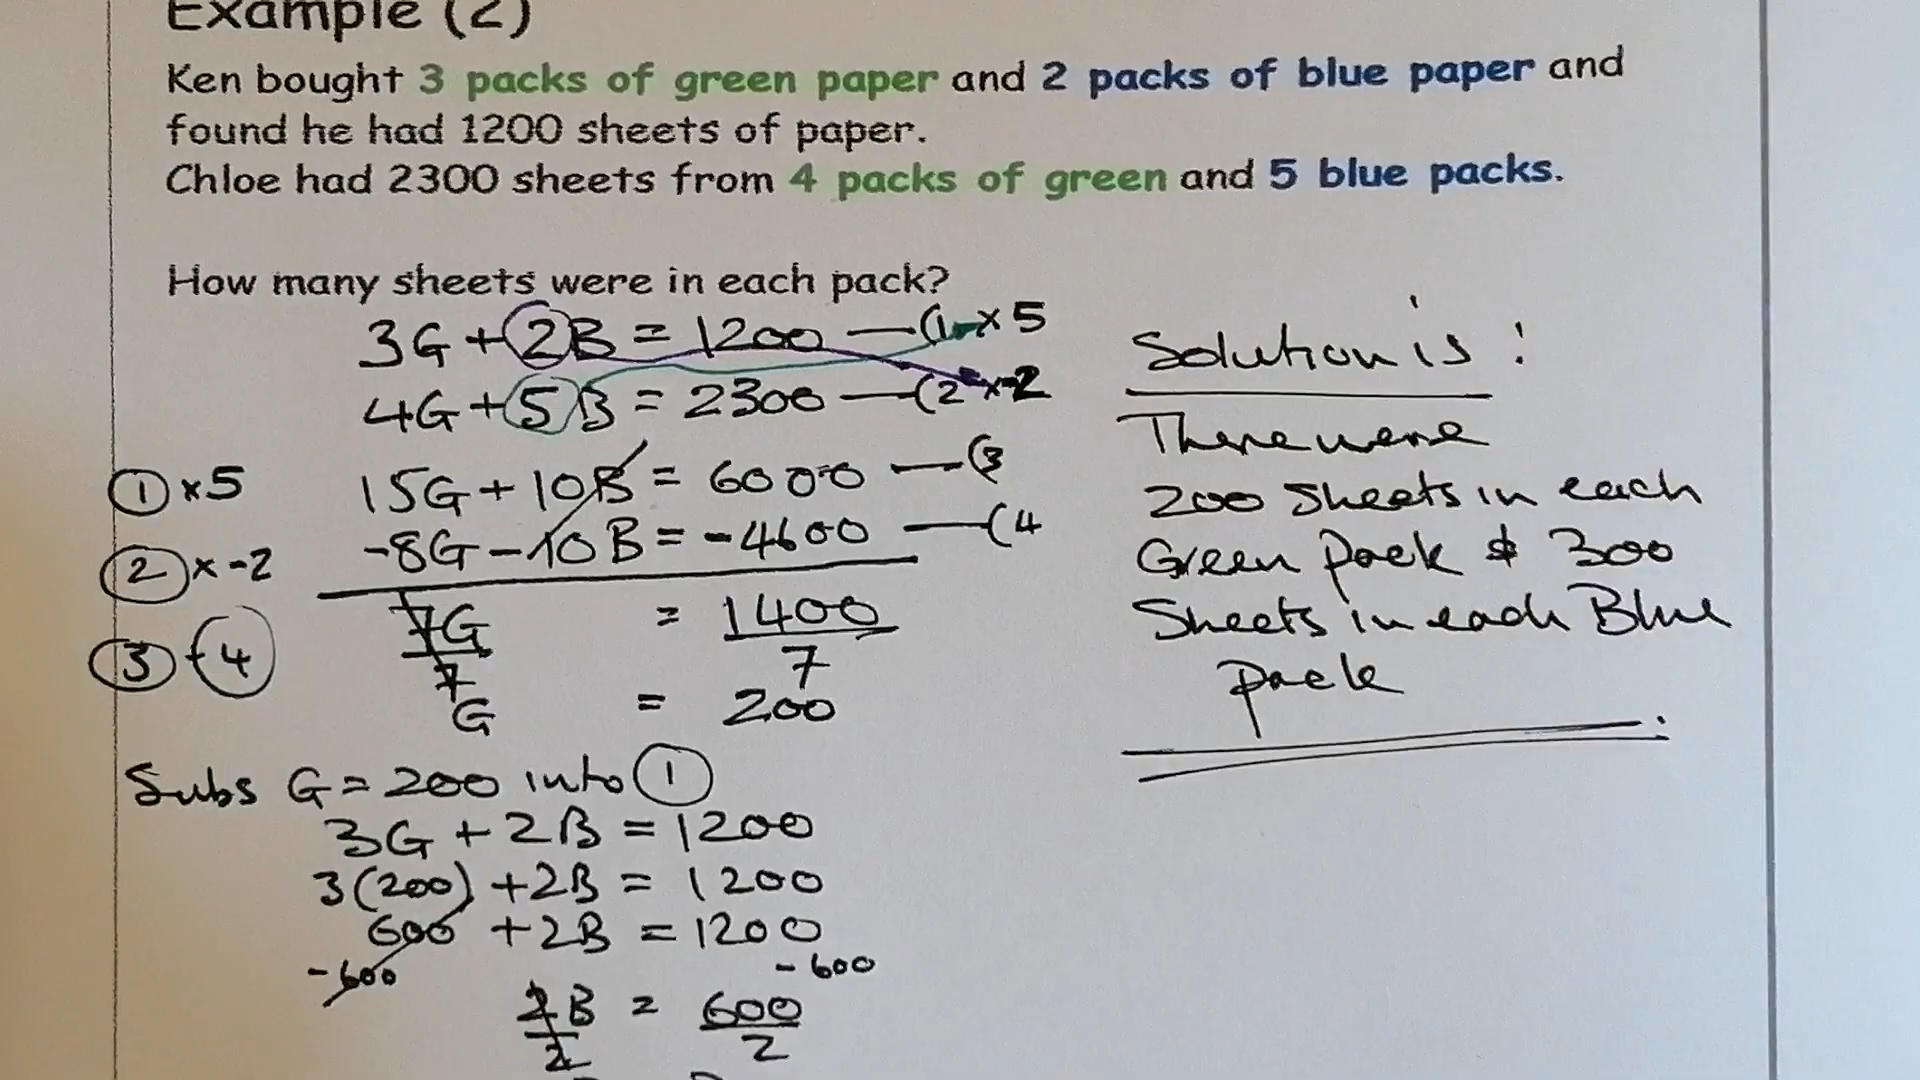 Example (2)
Ken bought 3 packs of green paper and 2 packs of blue paper and
found he had 1200 sheets of paper.
Chloe had 2300 sheets from 4 packs of green and 5 blue packs.
How many sheets were in each pack?
3G + 2B = 1200 —(1 x 5
4G + 5B = 2300 —(2 x -2
① x5 15G + 10B = 6000 —(3
② x -2 -8G - 10B = -4600 —(4
③ + ④ 7G = 1400
7 7
G = 200
Subs G = 200 into ①
3G + 2B = 1200
3(200) + 2B = 1200
600 + 2B = 1200
-600 -600
2B = 600
2 2
Solution is :
There were
200 Sheets in each
Green Pack & 300
Sheets in each Blue
Pack